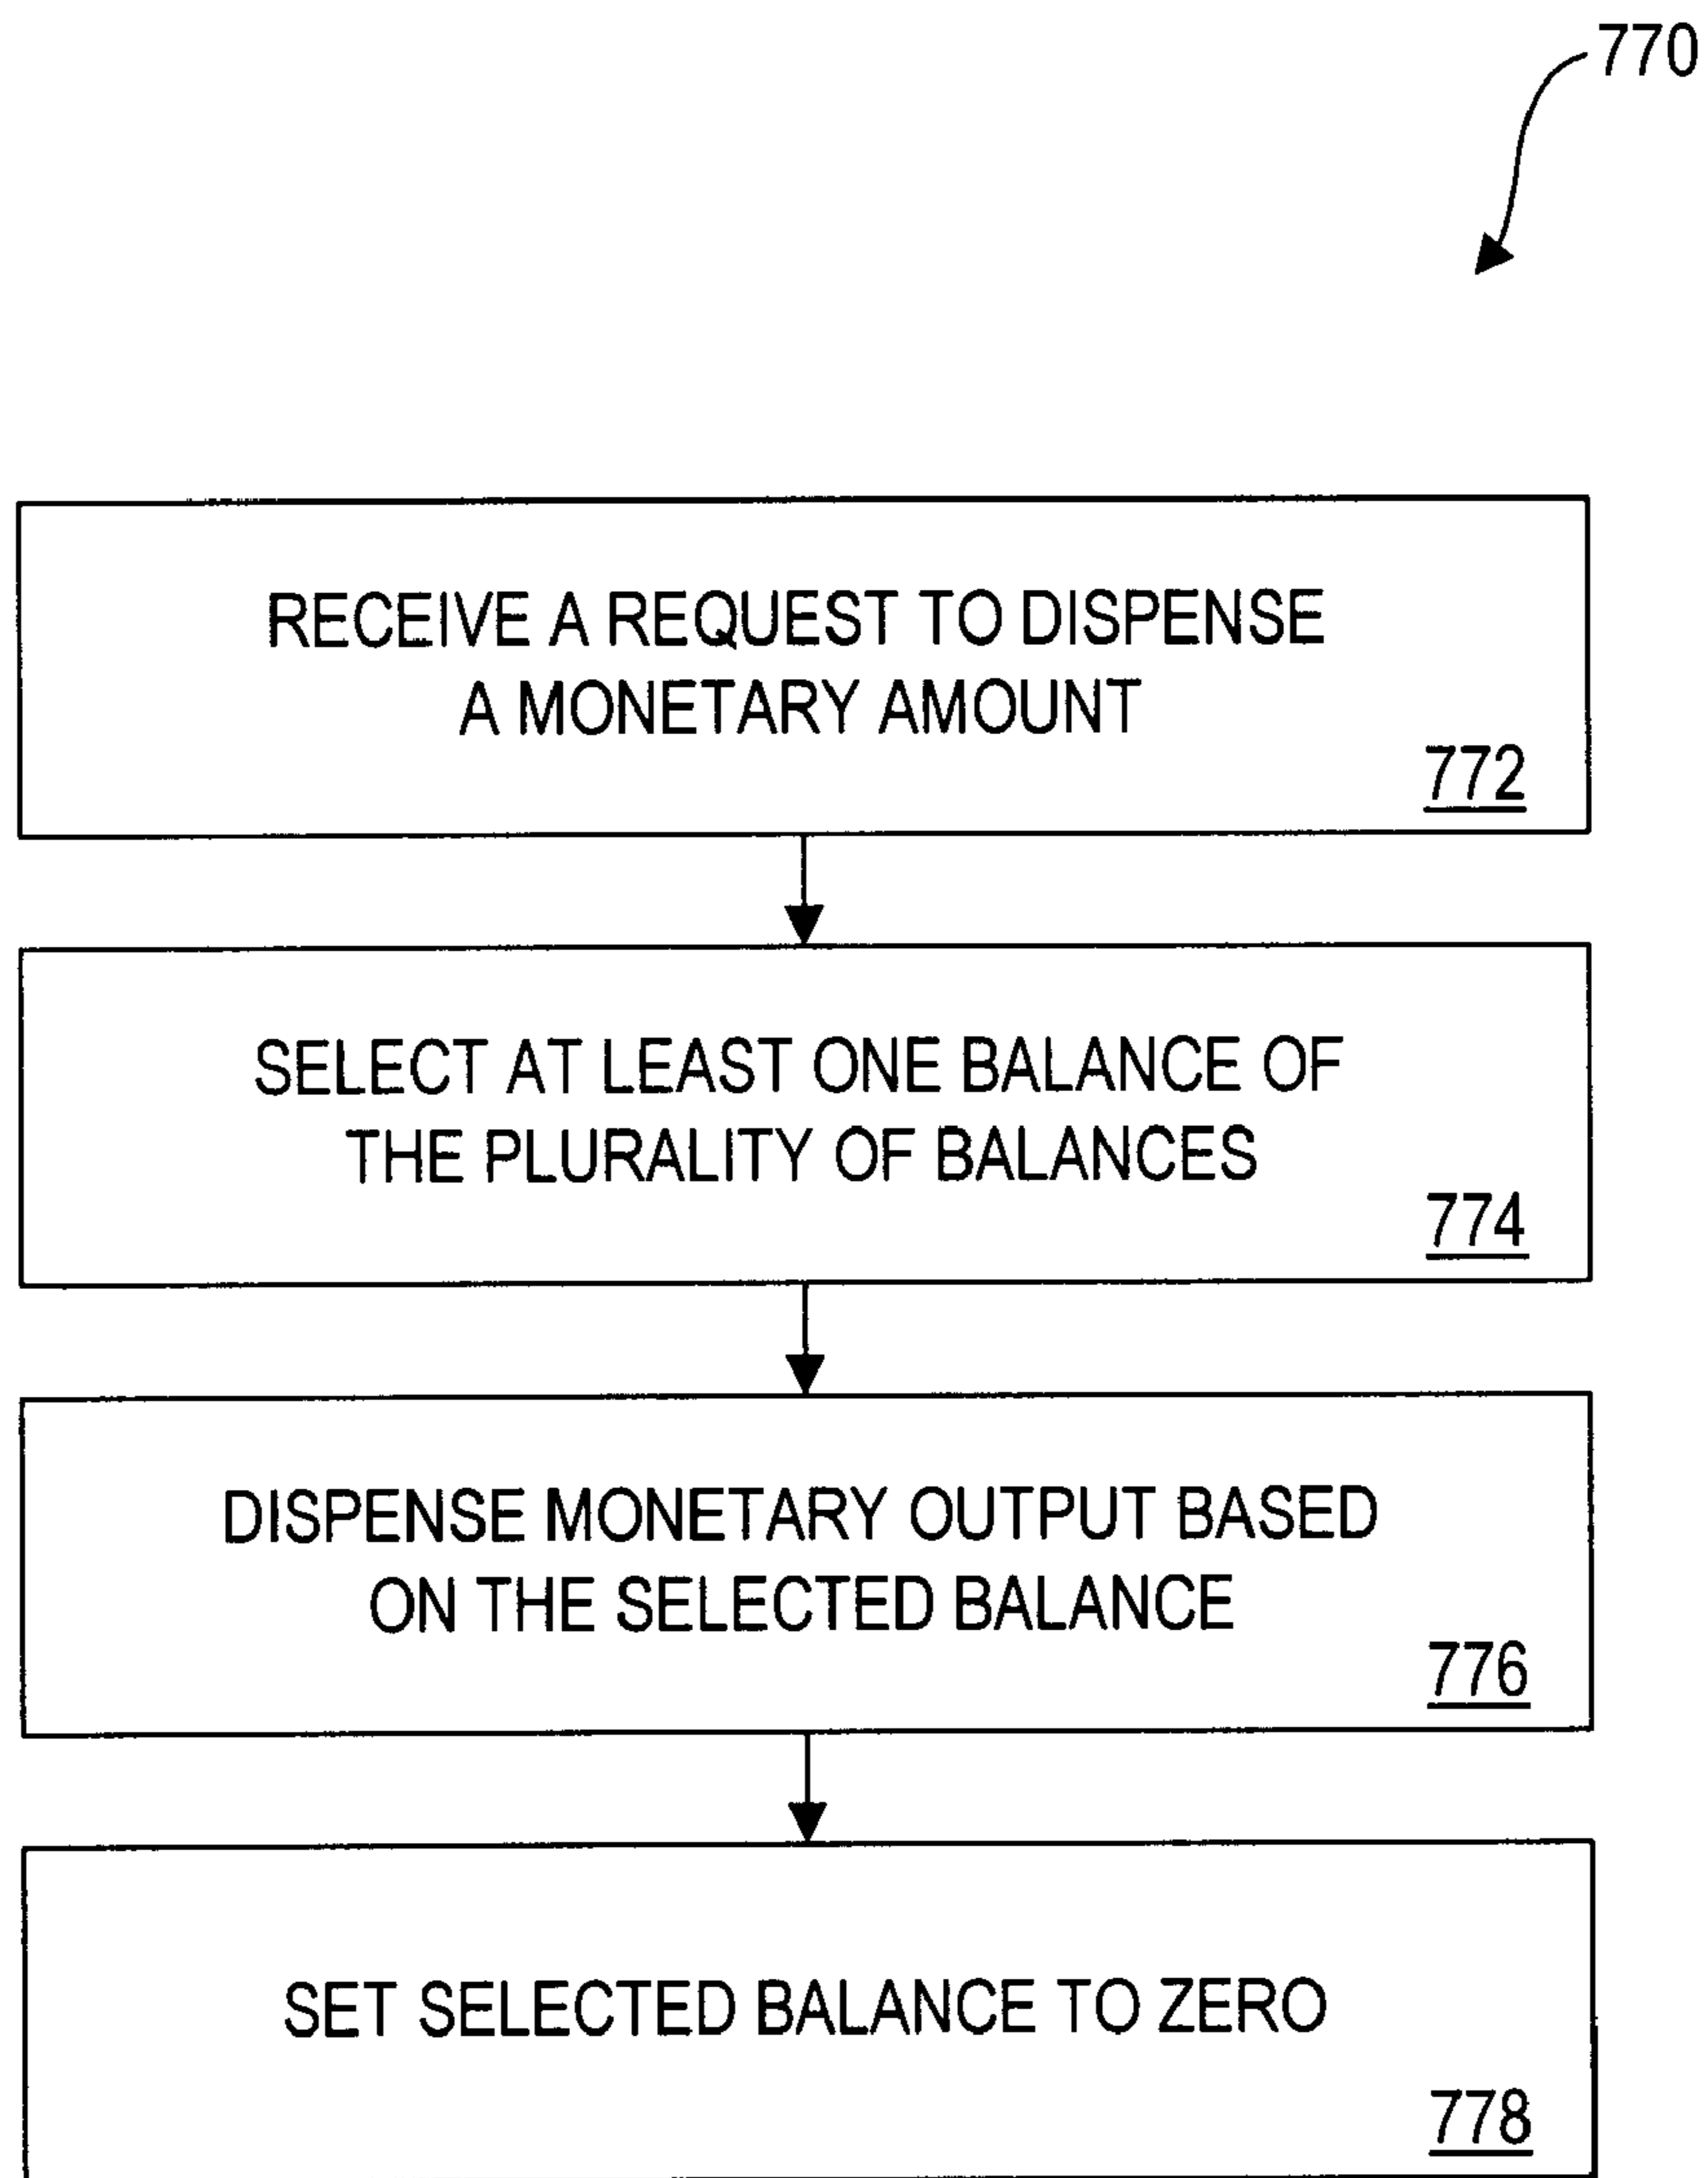 770
RECEIVE A REQUEST TO DISPENSE
A MONETARY AMOUNT
772
SELECT AT LEAST ONE BALANCE OF
THE PLURALITY OF BALANCES
774
DISPENSE MONETARY OUTPUT BASED
ON THE SELECTED BALANCE
776
SET SELECTED BALANCE TO ZERO
778